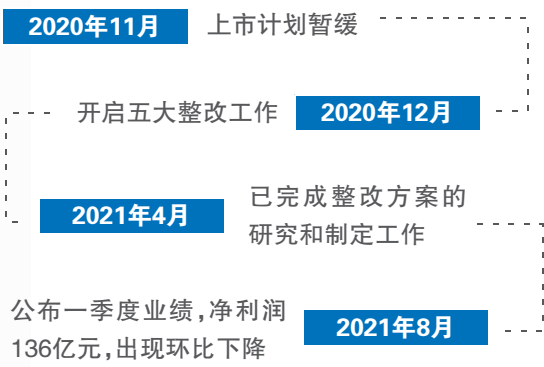 2020年11月 上市计划暂缓
开启五大整改工作 2020年12月
2021年4月 已完成整改方案的
研究和制定工作
公布一季度业绩,净利润
136亿元,出现环比下降
2021年8月